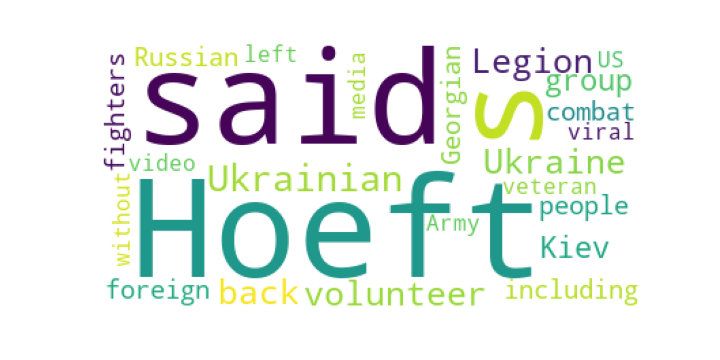 Russian left
said
fighters
media
Georgian
Legion US
group
s
combat
viral
video
Ukrainian
Ukraine
without
Hoeft
veteran
Army
people
Kiev
foreign back volunteer including